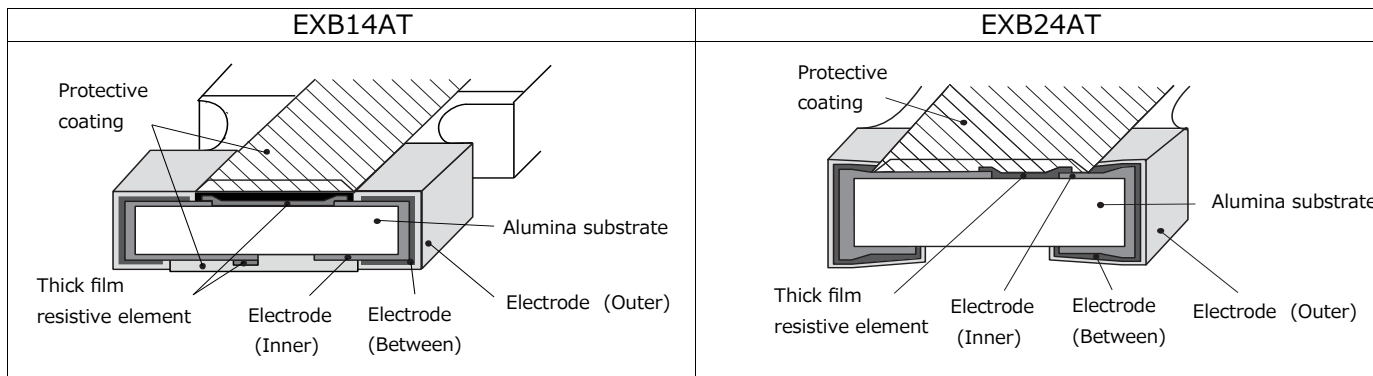 EXB14AT
Protective
coating
Alumina substrate
Thick film
resistive element
Electrode
(Inner)
Electrode
(Between)
Electrode (Outer)
EXB24AT
Protective
coating
Alumina substrate
Thick film
resistive element
Electrode
(Inner)
Electrode
(Between)
Electrode (Outer)